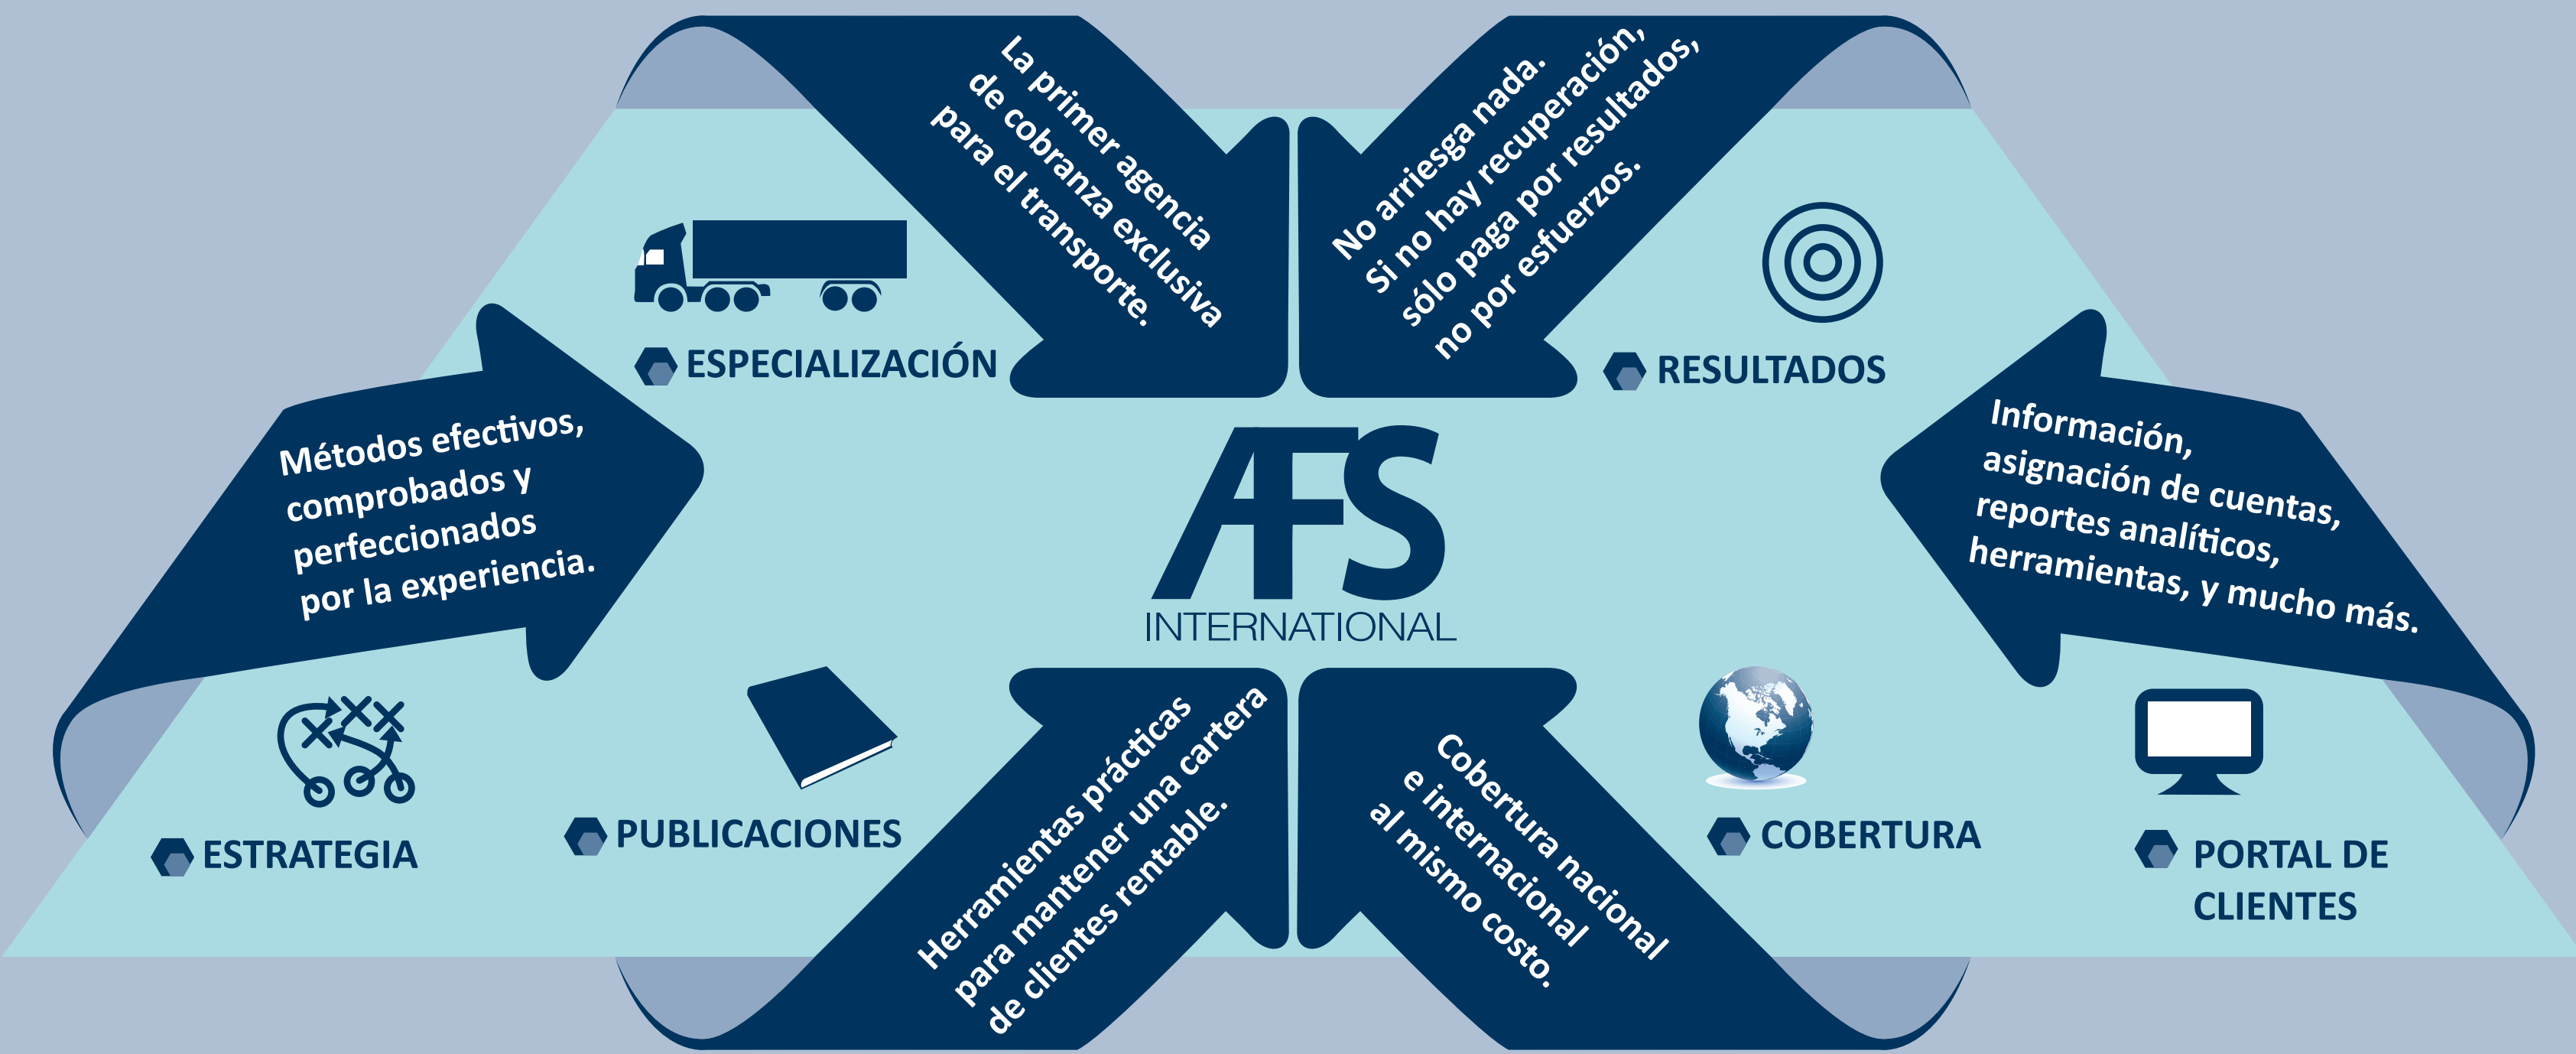 La primer agencia
de cobranza exclusiva
para el transporte.
No arriesga nada.
Si no hay recuperación,
sólo paga por resultados,
no por esfuerzos.
ESPECIALIZACIÓN
RESULTADOS
Métodos efectivos,
comprobados y
perfeccionados
por la experiencia.
AFS
INTERNATIONAL
Información,
asignación de cuentas,
reportes analíticos,
herramientas, y mucho más.
ESTRATEGIA
PUBLICACIONES
Herramientas prácticas
para mantener una cartera
de clientes rentable.
Cobertura nacional
e internacional
al mismo costo.
COBERTURA
PORTAL DE
CLIENTES